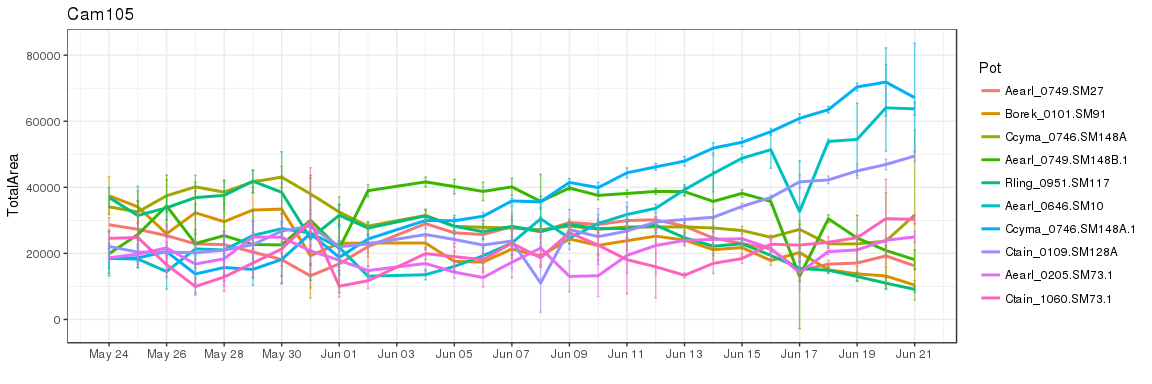 Cam105
TotalArea
80000
60000
40000
20000
0
May 24 May 26 May 28 May 30 Jun 01 Jun 03 Jun 05 Jun 07 Jun 09 Jun 11 Jun 13 Jun 15 Jun 17 Jun 19 Jun 21
Pot
Aearl_0749.SM27
Borek_0101.SM91
Ccyma_0746.SM148A
Aearl_0749.SM148B.1
Rling_0951.SM117
Aearl_0646.SM10
Ccyma_0746.SM148A.1
Ctain_0109.SM128A
Aearl_0205.SM73.1
Ctain_1060.SM73.1